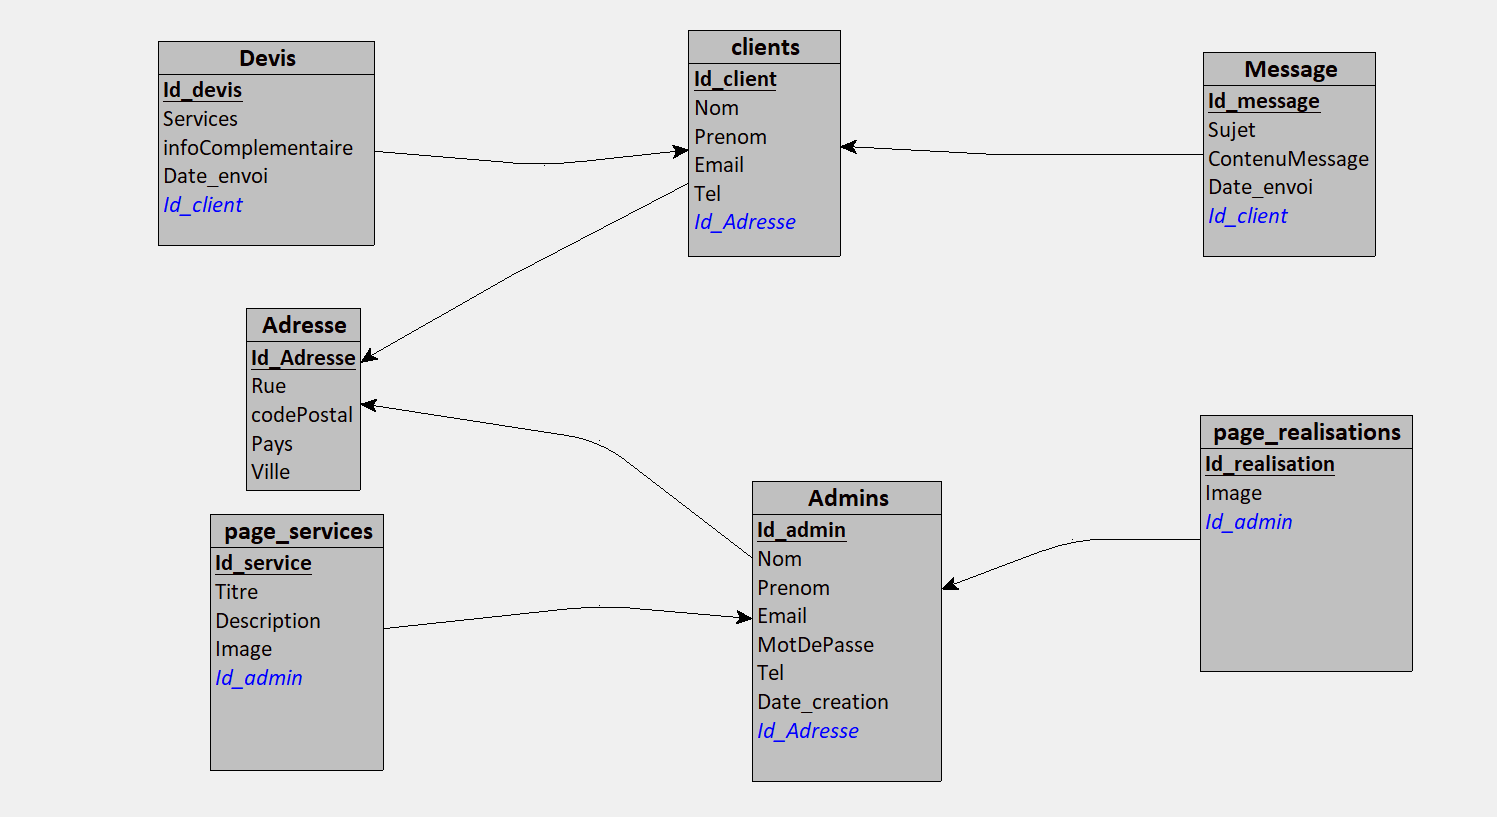 Devis
Id_devis
Services
infoComplementaire
Date_envoi
Id_client
clients
Id_client
Nom
Prenom
Email
Tel
Id_Adresse
Message
Id_message
Sujet
ContenuMessage
Date_envoi
Id_client
Adresse
Id_Adresse
Rue
codePostal
Pays
Ville
page_services
Id_service
Titre
Description
Image
Id_admin
Admins
Id_admin
Nom
Prenom
Email
MotDePasse
Tel
Date_creation
Id_Adresse
page_realisations
Id_realisation
Image
Id_admin